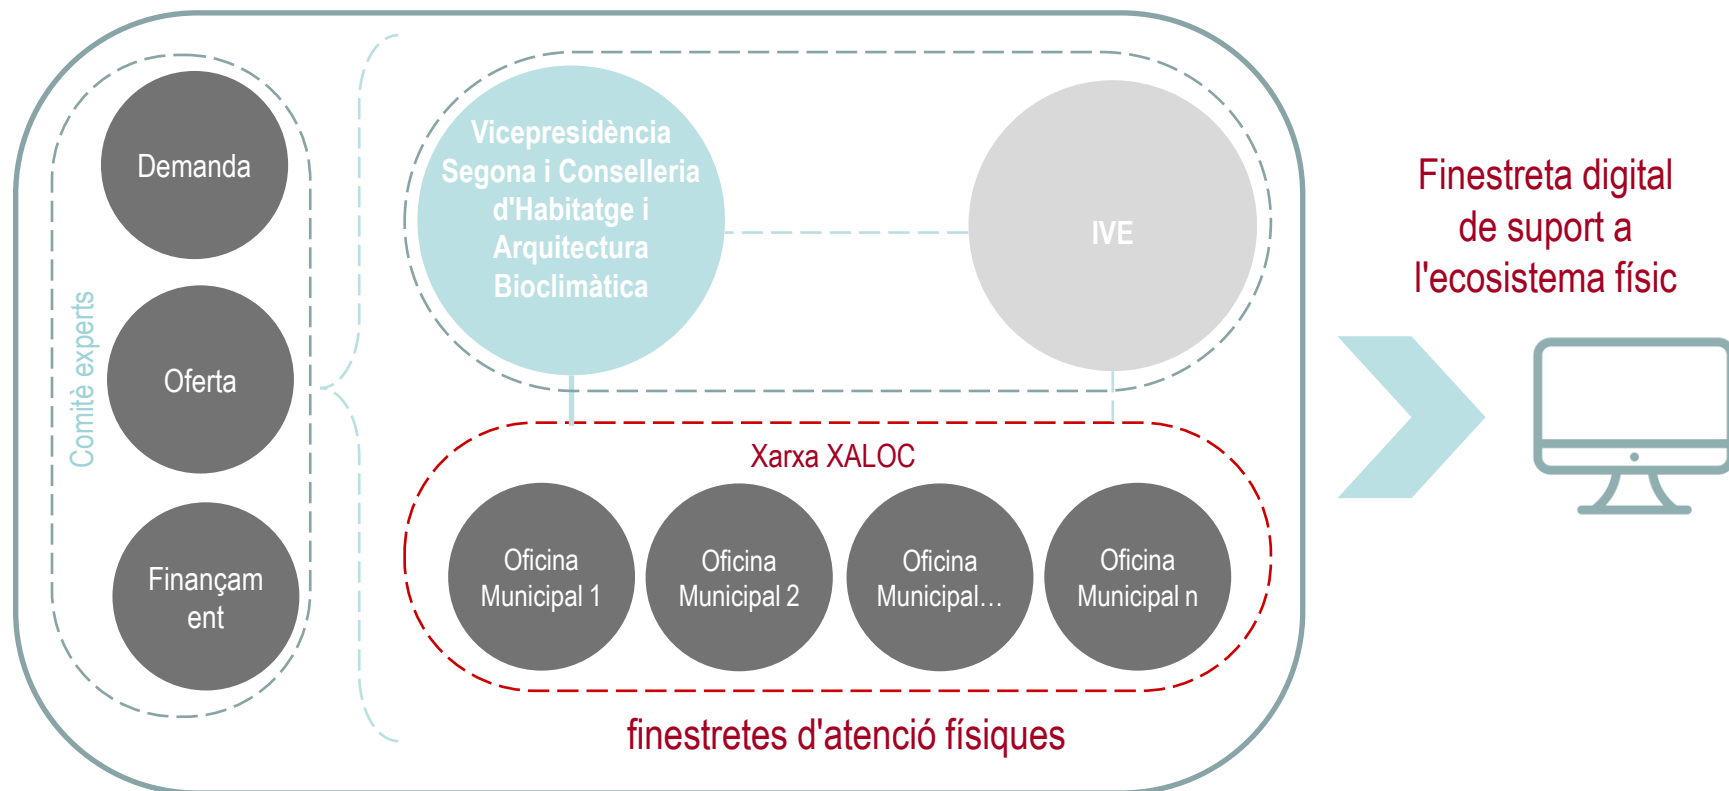 Comitè experts
Demanda
Oferta
Finançam
ent
Vicepresidència
Segona i Conselleria
d'Habitatge i
Arquitectura
Bioclimàtica
IVE
Xarxa XALOC
Oficina
Municipal 1
Oficina
Municipal 2
Oficina
Municipal…
Oficina
Municipal n
finestretes d'atenció físiques
Finestreta digital
de suport a
l'ecosistema físic